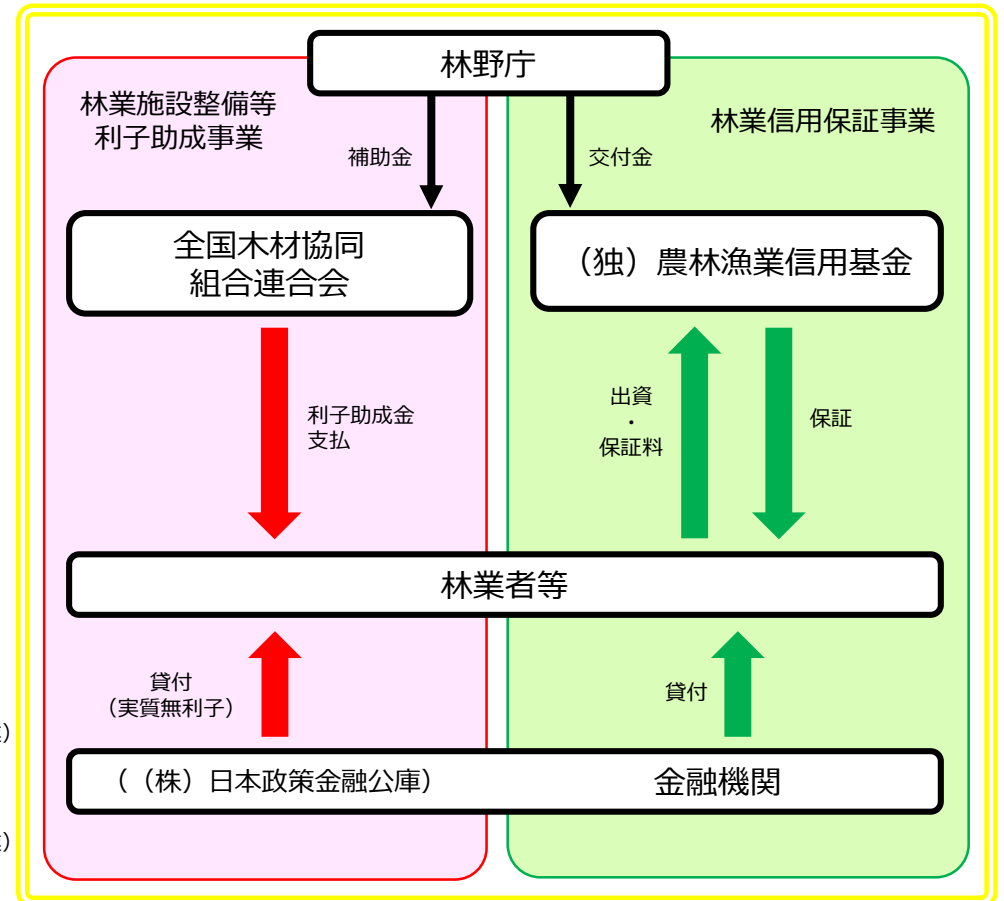 林野庁
林業施設整備等
利子助成事業
林業信用保証事業
補助金
交付金
全国木材協同
組合連合会
（独）農林漁業信用基金
利子助成金
支払
出資
・
保証料
保証
林業者等
貸付
（実質無利子）
貸付
（（株）日本政策金融公庫）
金融機関